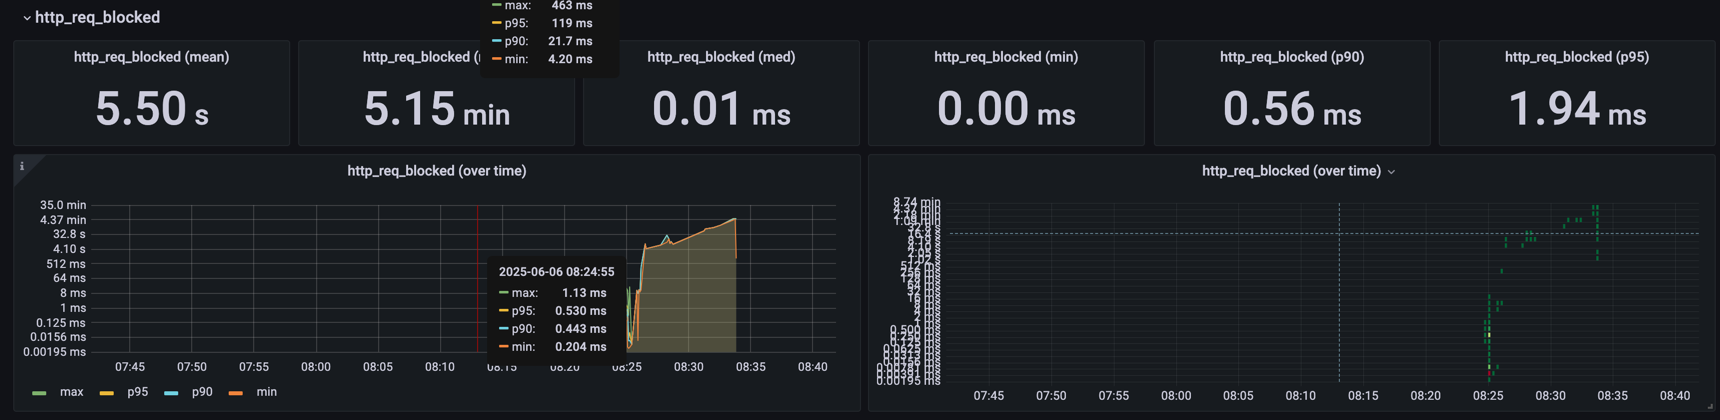 http_req_blocked
max: 463 ms
p95: 119 ms
p90: 21.7 ms
min: 4.20 ms
http_req_blocked (mean)
5.50 s
http_req_blocked (
5.15 min
http_req_blocked (med)
0.01 ms
http_req_blocked (min)
0.00 ms
http_req_blocked (p90)
0.56 ms
http_req_blocked (p95)
1.94 ms
i
http_req_blocked (over time)
35.0 min
4.37 min
32.8 s
4.10 s
512 ms
64 ms
8 ms
1 ms
0.125 ms
0.0156 ms
0.00195 ms
2025-06-06 08:24:55
max: 1.13 ms
p95: 0.530 ms
p90: 0.443 ms
min: 0.204 ms
07:45 07:50 07:55 08:00 08:05 08:10 08:15 08:20 08:25 08:30 08:35 08:40
max p95 p90 min
http_req_blocked (over time)
8.74 min
4.37 min
2.18 min
1.09 min
32.8 s
16.4 s
8.19 s
4.10 s
2.05 s
1.02 s
512 ms
256 ms
128 ms
64 ms
32 ms
16 ms
8 ms
4 ms
2 ms
1 ms
0.500 ms
0.250 ms
0.125 ms
0.0625 ms
0.0313 ms
0.0156 ms
0.00781 ms
0.00391 ms
0.00195 ms
07:45 07:50 07:55 08:00 08:05 08:10 08:15 08:20 08:25 08:30 08:35 08:40